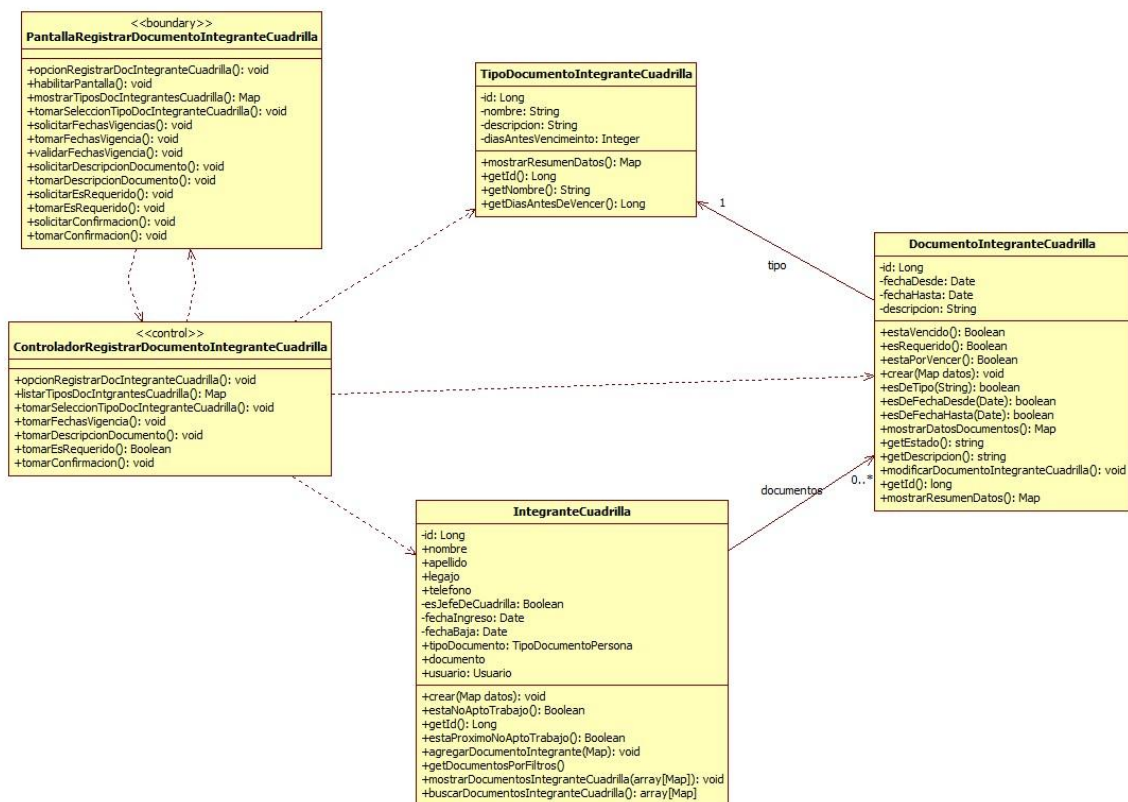 <<boundary>>
PantallaRegistrarDocumentoIntegranteCuadrilla
+opcionRegistrarDocIntegranteCuadrilla(): void
+habilitarPantalla(): void
+mostrarTiposDocIntegrantesCuadrilla(): Map
+tomarSeleccionTipoDocIntegranteCuadrilla(): void
+solicitarFechasVigencias(): void
+tomarFechasVigencia(): void
+validarFechasVigencia(): void
+solicitarDescripcionDocumento(): void
+tomarDescripcionDocumento(): void
+solicitarEsRequerido(): void
+tomarEsRequerido(): void
+solicitarConfirmacion(): void
+tomarConfirmacion(): void
TipoDocumentoIntegranteCuadrilla
-id: Long
-nombre: String
-descripcion: String
-diasAntesVencimeinto: Integer
+mostrarResumenDatos(): Map
+getId(): Long
+getNombre(): String
+getDiasAntesDeVencer(): Long
1
tipo
DocumentoIntegranteCuadrilla
-id: Long
-fechaDesde: Date
-fechaHasta: Date
-descripcion: String
+estaVencido(): Boolean
+esRequerido(): Boolean
+estaPorVencer(): Boolean
+crear(Map datos): void
+esDeTipo(String): boolean
+esDeFechaDesde(Date): boolean
+esDeFechaHasta(Date): boolean
+mostrarDatosDocumentos(): Map
+getEstado(): string
+getDescripcion(): string
+modificarDocumentoIntegranteCuadrilla(): void
+getId(): long
+mostrarResumenDatos(): Map
<<control>>
ControladorRegistrarDocumentoIntegranteCuadrilla
+opcionRegistrarDocIntegranteCuadrilla(): void
+listarTiposDocIntgrantesCuadrilla(): Map
+tomarSeleccionTipoDocIntegranteCuadrilla(): void
+tomarFechasVigencia(): void
+tomarDescripcionDocumento(): void
+tomarEsRequerido(): Boolean
+tomarConfirmacion(): void
documentos
0..*
IntegranteCuadrilla
-id: Long
+nombre
+apellido
+legajo
+telefono
-esJefeDeCuadrilla: Boolean
-fechaIngreso: Date
-fechaBaja: Date
+tipoDocumento: TipoDocumentoPersona
+documento
+usuario: Usuario
+crear(Map datos): void
+estaNoAptoTrabajo(): Boolean
+getId(): Long
+estaProximoNoAptoTrabajo(): Boolean
+agregarDocumentoIntegrante(Map): void
+getDocumentosPorFiltros()
+mostrarDocumentosIntegranteCuadrilla(array[Map]): void
+buscarDocumentosIntegranteCuadrilla(): array[Map]